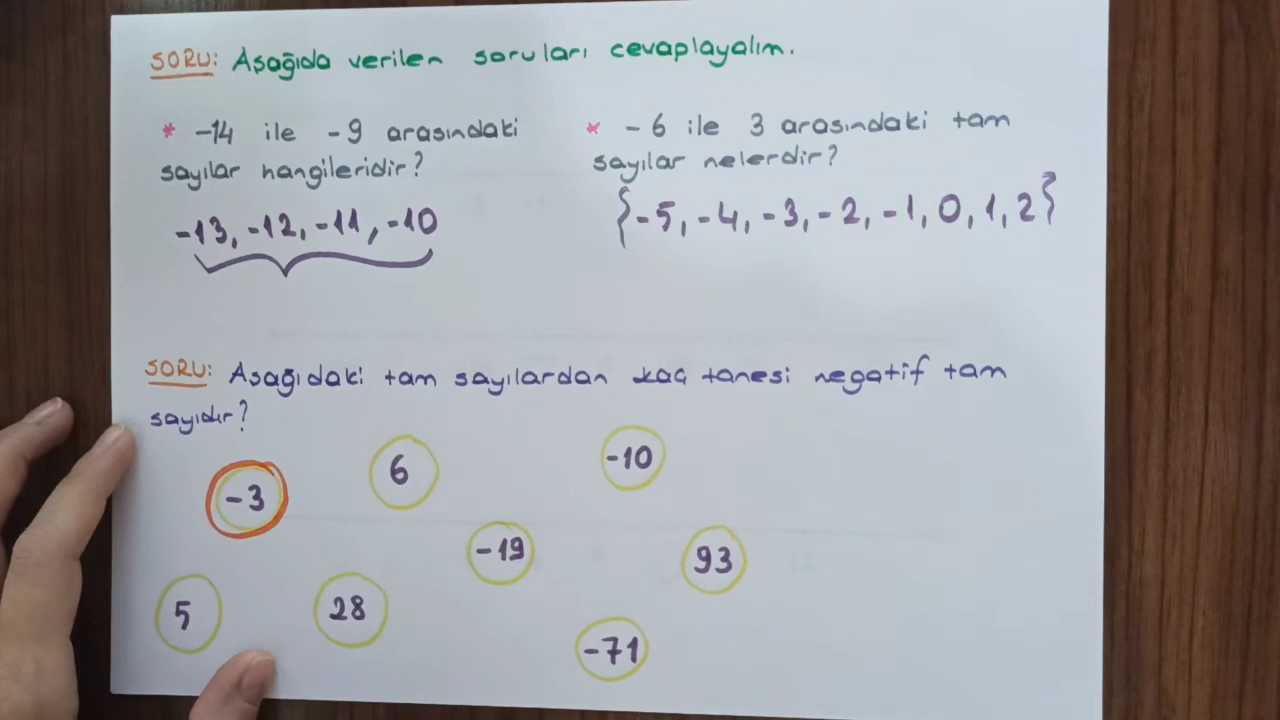 SORU: Aşağıda verilen soruları cevaplayalım.
* -14 ile -9 arasındaki
sayılar hangileridir?
-13, -12, -11, -10
* -6 ile 3 arasındaki tam
sayılar nelerdir?
{-5, -4, -3, -2, -1, 0, 1, 2}
SORU: Aşağıdaki tam sayılardan kaç tanesi negatif tam
sayıdır?
-3 6 -10
-19 93
5 28 -71